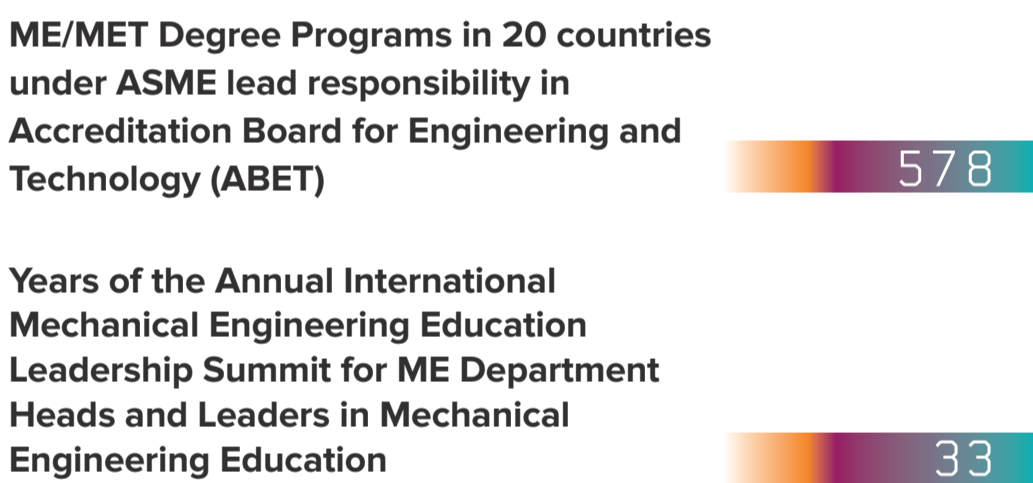 ME/MET Degree Programs in 20 countries
under ASME lead responsibility in
Accreditation Board for Engineering and
Technology (ABET)
578
Years of the Annual International
Mechanical Engineering Education
Leadership Summit for ME Department
Heads and Leaders in Mechanical
Engineering Education
33